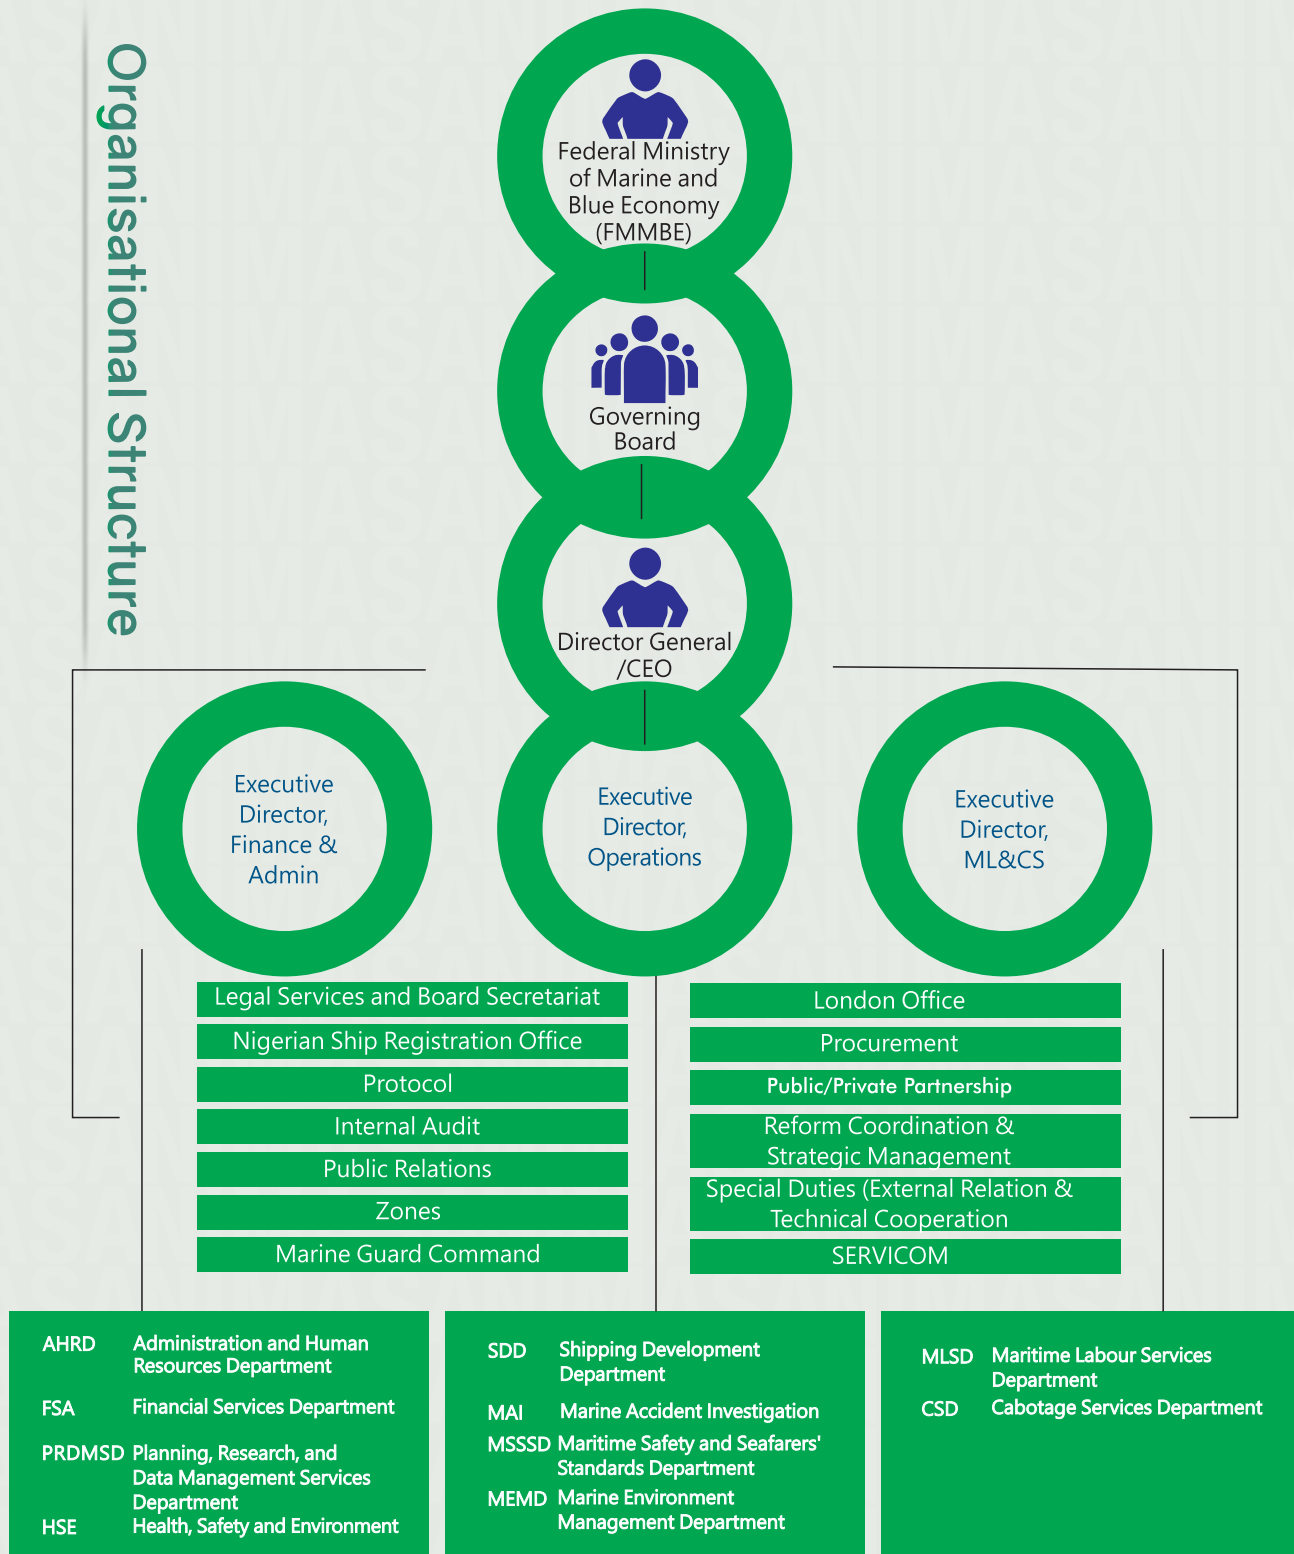 Organisational Structure
Federal Ministry
of Marine and
Blue Economy
(FMMBE)
Governing
Board
Director General
/CEO
Executive
Director,
Finance &
Admin
Executive
Director,
Operations
Executive
Director,
ML&CS
Legal Services and Board Secretariat
Nigerian Ship Registration Office
Protocol
Internal Audit
Public Relations
Zones
Marine Guard Command
London Office
Procurement
Public/Private Partnership
Reform Coordination &
Strategic Management
Special Duties (External Relation &
Technical Cooperation
SERVICOM
AHRD Administration and Human
Resources Department
FSA Financial Services Department
PRDMSD Planning, Research, and
Data Management Services
Department
HSE Health, Safety and Environment
SDD Shipping Development
Department
MAI Marine Accident Investigation
MSSSD Maritime Safety and Seafarers'
Standards Department
MEMD Marine Environment
Management Department
MLSD Maritime Labour Services
Department
CSD Cabotage Services Department